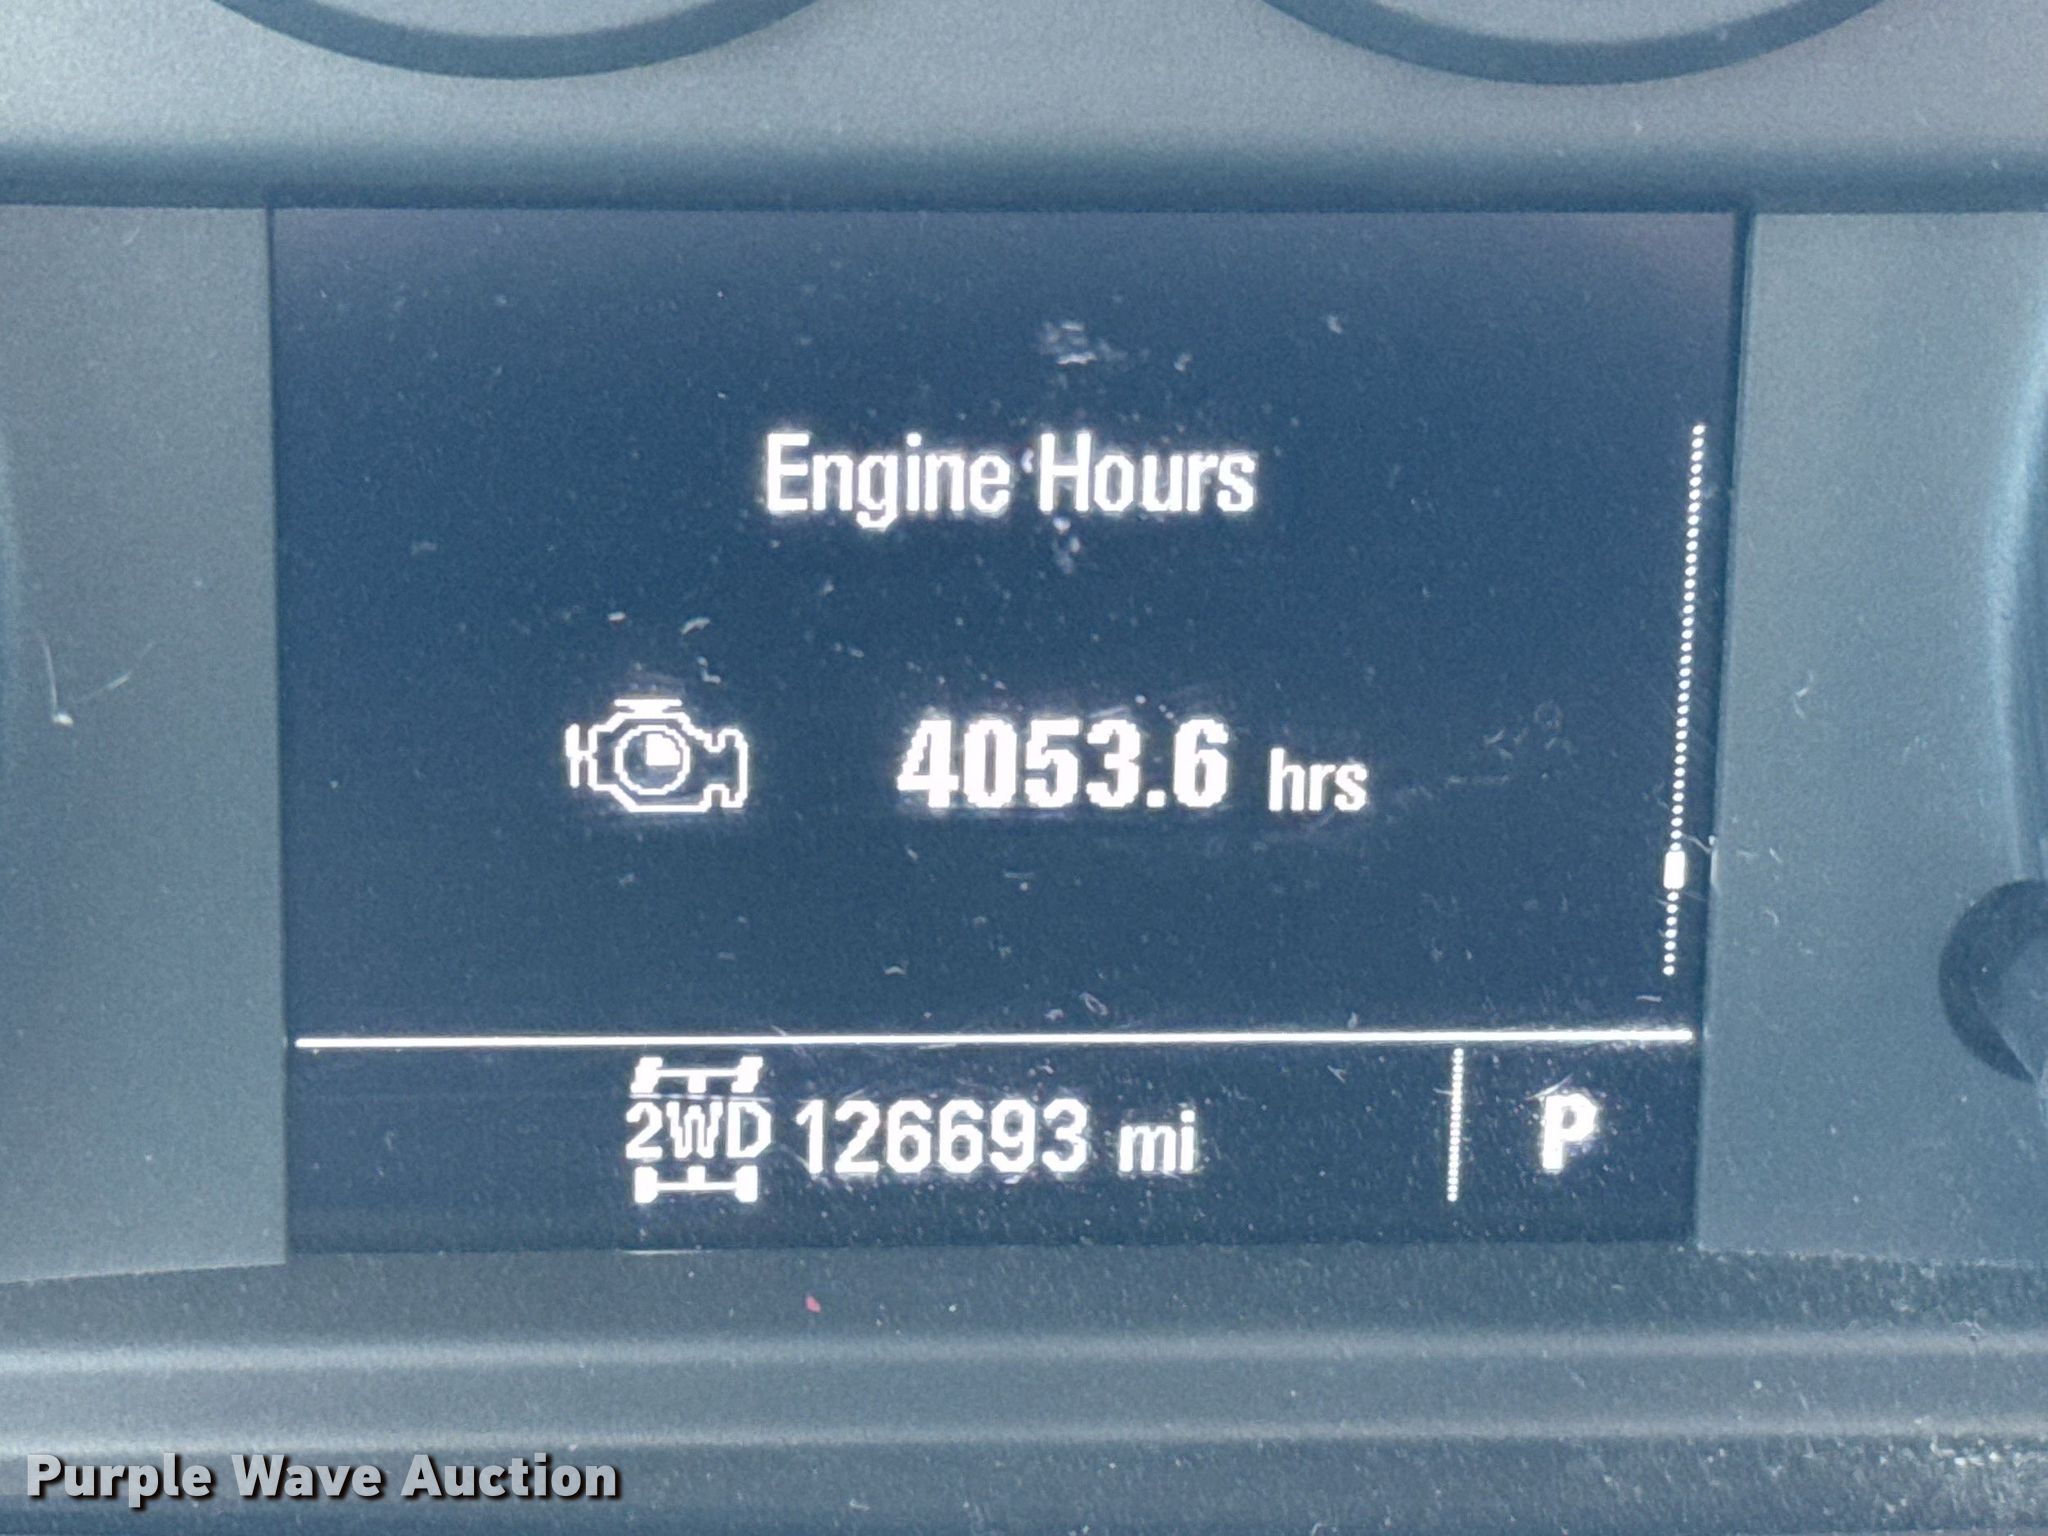 Engine Hours
4053.6 hrs
2WD 126693 mi P
Purple Wave Auction